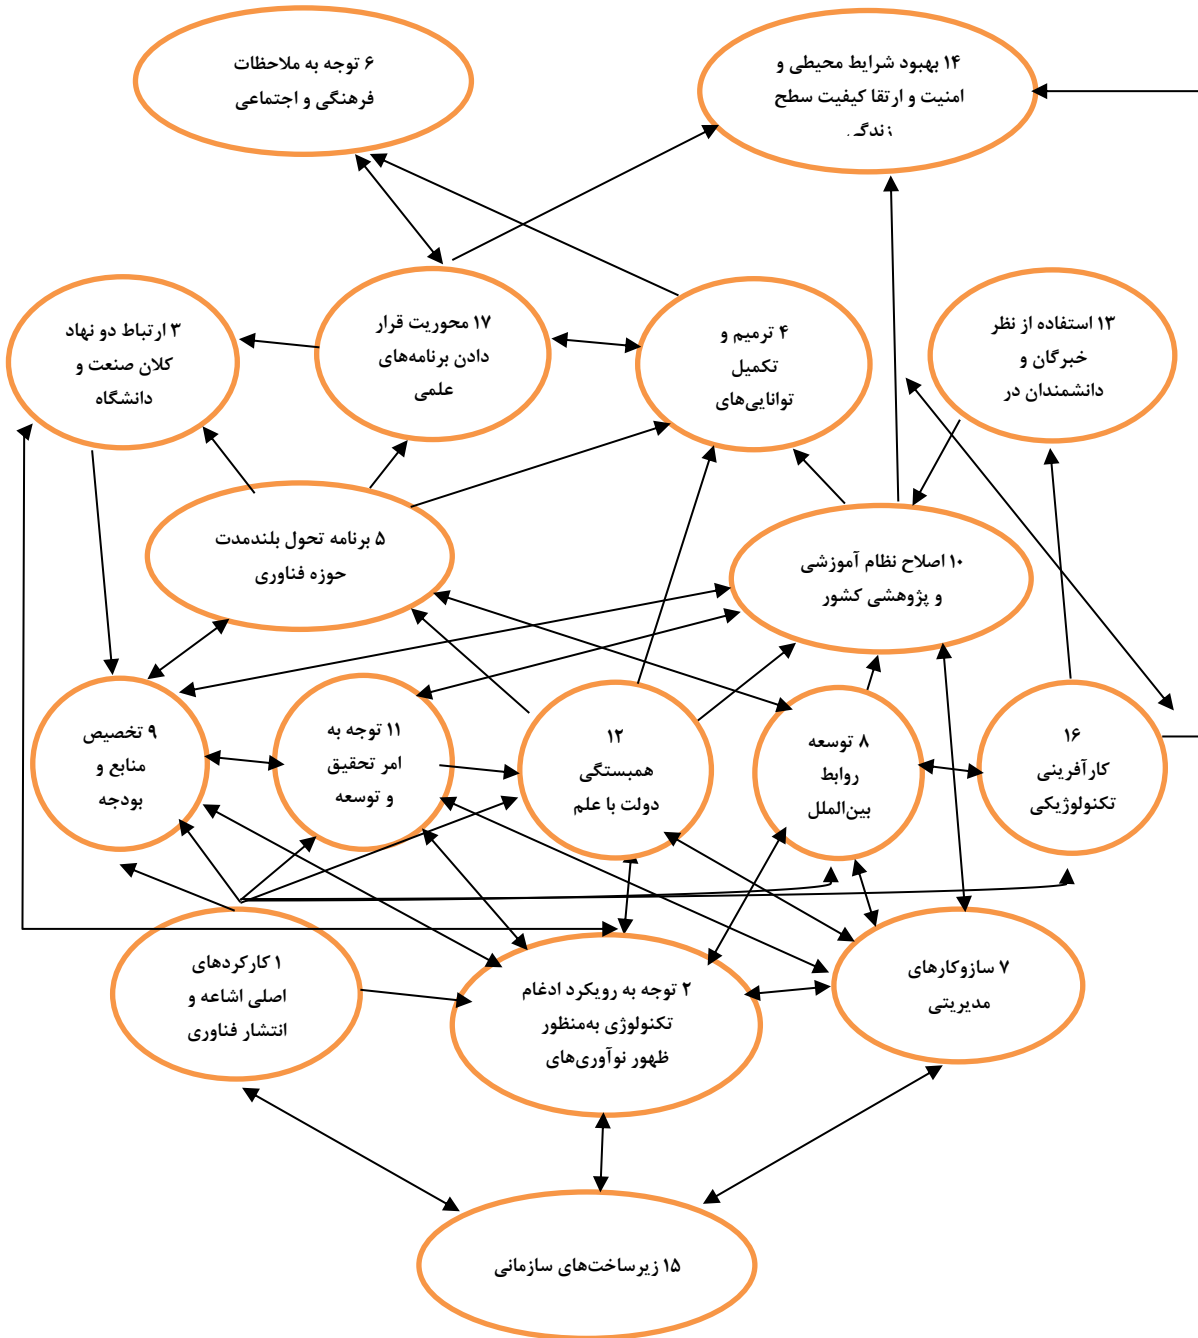 ۶ توجه به ملاحظات
فرهنگی و اجتماعی
۱۴ بهبود شرایط محیطی و
امنیت و ارتقا کیفیت سطح
زندگی
۳ ارتباط دو نهاد
کلان صنعت و
دانشگاه
۱۷ محوریت قرار
دادن برنامه‌های
علمی
۴ ترمیم و
تکمیل
توانایی‌های
۱۳ استفاده از نظر
خبرگان و
دانشمندان در
۵ برنامه تحول بلندمدت
حوزه فناوری
۱۰ اصلاح نظام آموزشی
و پژوهشی کشور
۹ تخصیص
منابع و
بودجه
۱۱ توجه به
امر تحقیق
و توسعه
۱۲
همبستگی
دولت با علم
۸ توسعه
روابط
بین‌الملل
۱۶
کارآفرینی
تکنولوژیکی
۱ کارکردهای
اصلی اشاعه و
انتشار فناوری
۲ توجه به رویکرد ادغام
تکنولوژی به‌منظور
ظهور نوآوری‌های
۷ سازوکارهای
مدیریتی
۱۵ زیرساخت‌های سازمانی